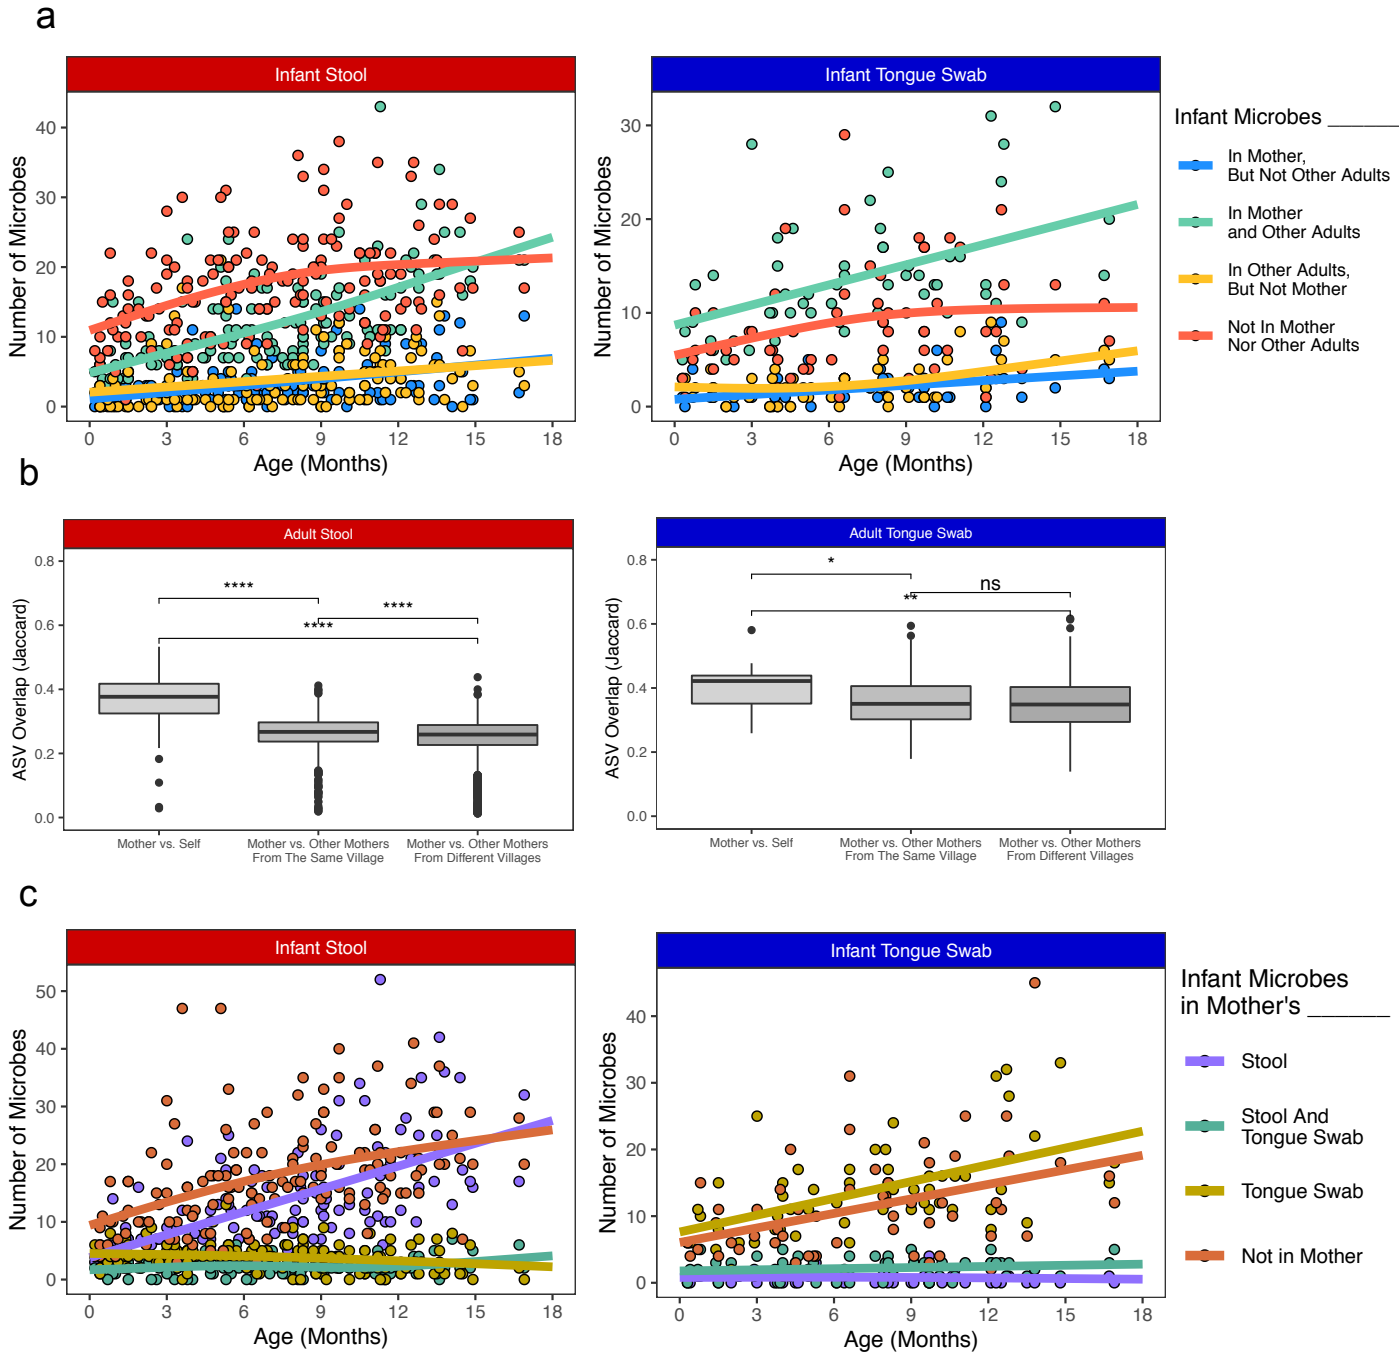 a
Infant Stool
Number of Microbes
40
30
20
10
0
0 3 6 9 12 15 18
Age (Months)
Infant Tongue Swab
Number of Microbes
30
20
10
0
0 3 6 9 12 15 18
Age (Months)
Infant Microbes ______
In Mother,
But Not Other Adults
In Mother
and Other Adults
In Other Adults,
But Not Mother
Not In Mother
Nor Other Adults
b
Adult Stool
ASV Overlap (Jaccard)
0.8
0.6
0.4
0.2
0.0
****
****
****
Mother vs. Self
Mother vs. Other Mothers
From The Same Village
Mother vs. Other Mothers
From Different Villages
Adult Tongue Swab
ASV Overlap (Jaccard)
0.8
0.6
0.4
0.2
0.0
*
ns
**
Mother vs. Self
Mother vs. Other Mothers
From The Same Village
Mother vs. Other Mothers
From Different Villages
c
Infant Stool
Number of Microbes
50
40
30
20
10
0
0 3 6 9 12 15 18
Age (Months)
Infant Tongue Swab
Number of Microbes
40
30
20
10
0
0 3 6 9 12 15 18
Age (Months)
Infant Microbes
in Mother's ______
Stool
Stool And
Tongue Swab
Tongue Swab
Not in Mother